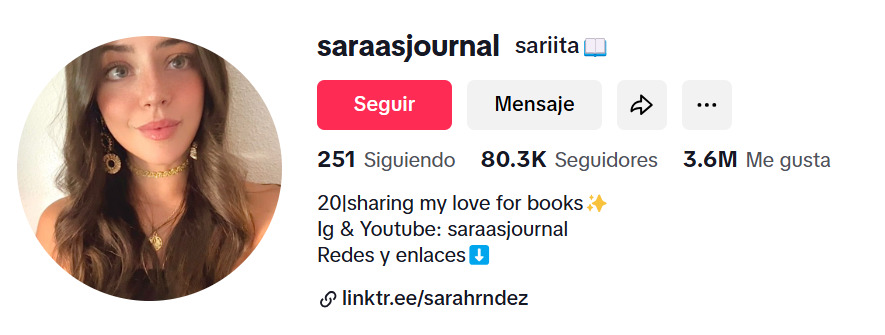 saraasjournal sariita
Seguir Mensaje
251 Siguiendo 80.3K Seguidores 3.6M Me gusta
20|sharing my love for books✨
Ig & Youtube: saraasjournal
Redes y enlaces⬇️
linktr.ee/sarahrndez